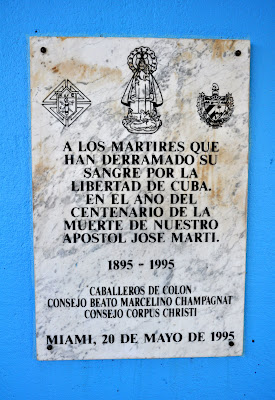 A LOS MARTIRES QUE
HAN DERRAMADO SU
SANGRE POR LA
LIBERTAD DE CUBA.
EN EL AÑO DEL
CENTENARIO DE LA
MUERTE DE NUESTRO
APOSTOL JOSE MARTI.
1895 - 1995
CABALLEROS DE COLON
CONSEJO BEATO MARCELINO CHAMPAGNAT
CONSEJO CORPUS CHRISTI
MIAMI, 20 DE MAYO DE 1995